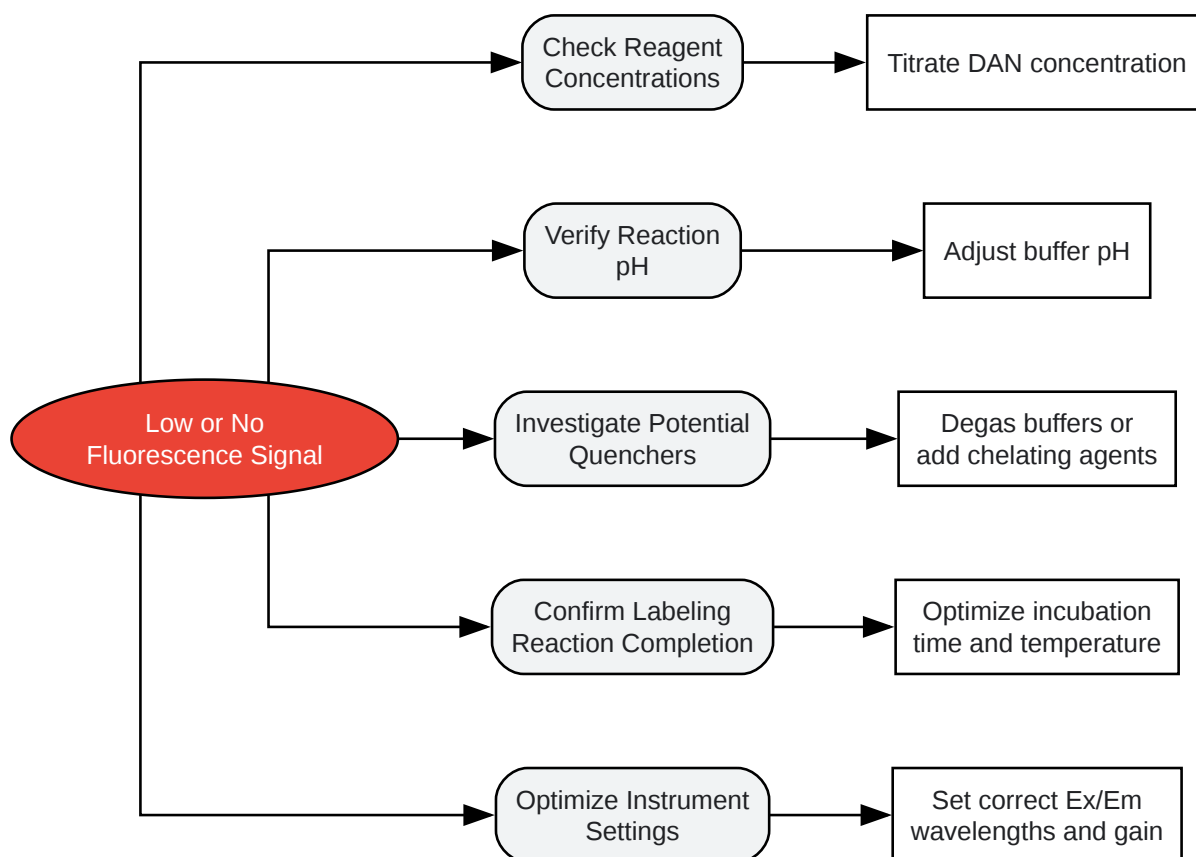 Check Reagent
Concentrations
Titrate DAN concentration
Verify Reaction
pH
Adjust buffer pH
Low or No
Fluorescence Signal
Investigate Potential
Quenchers
Degas buffers or
add chelating agents
Confirm Labeling
Reaction Completion
Optimize incubation
time and temperature
Optimize Instrument
Settings
Set correct Ex/Em
wavelengths and gain